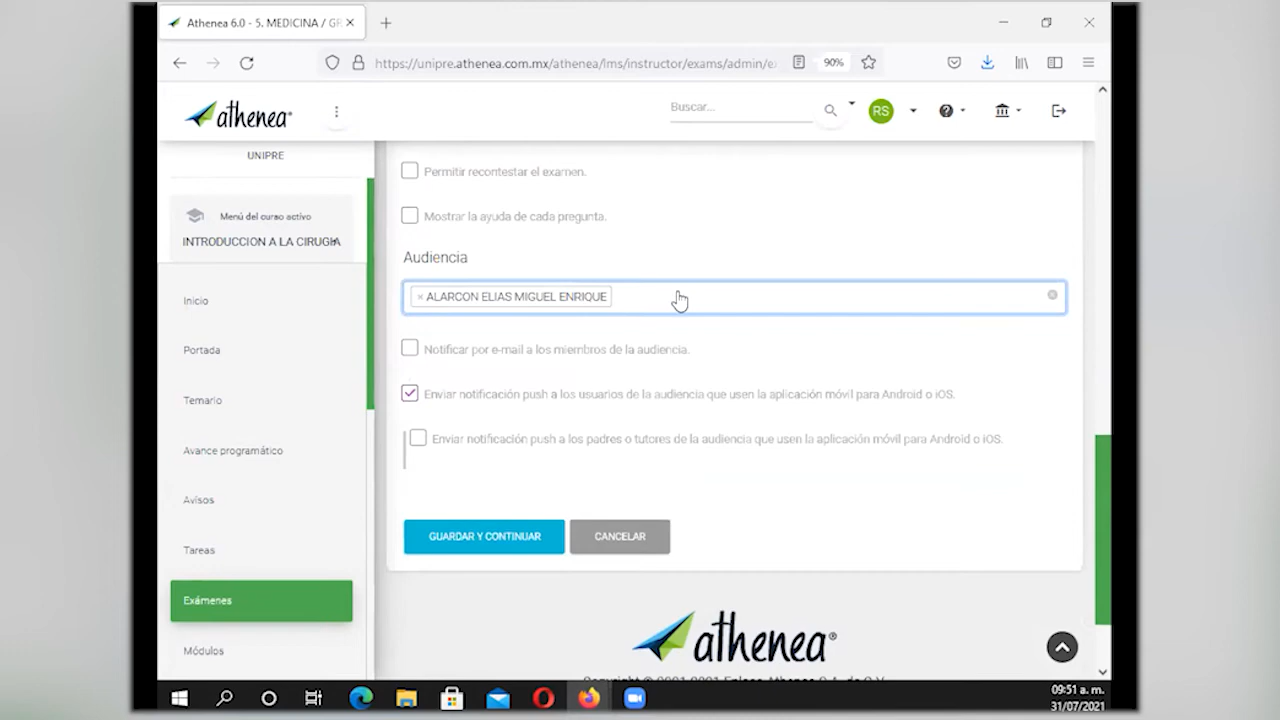 Athenea 6.0 - 5. MEDICINA / GR
https://unipre.athenea.com.mx/athenea/lms/instructor/exams/admin/e
90%
athenea®
Buscar...
RS
UNIPRE
Menú del curso activo
INTRODUCCION A LA CIRUGIA
Inicio
Portada
Temario
Avance programático
Avisos
Tareas
Exámenes
Módulos
Permitir recontestar el examen.
Mostrar la ayuda de cada pregunta.
Audiencia
× ALARCON ELIAS MIGUEL ENRIQUE
Notificar por e-mail a los miembros de la audiencia.
Enviar notificación push a los usuarios de la audiencia que usen la aplicación móvil para Android o iOS.
Enviar notificación push a los padres o tutores de la audiencia que usen la aplicación móvil para Android o iOS.
GUARDAR Y CONTINUAR
CANCELAR
athenea®
09:51 a. m.
31/07/2021